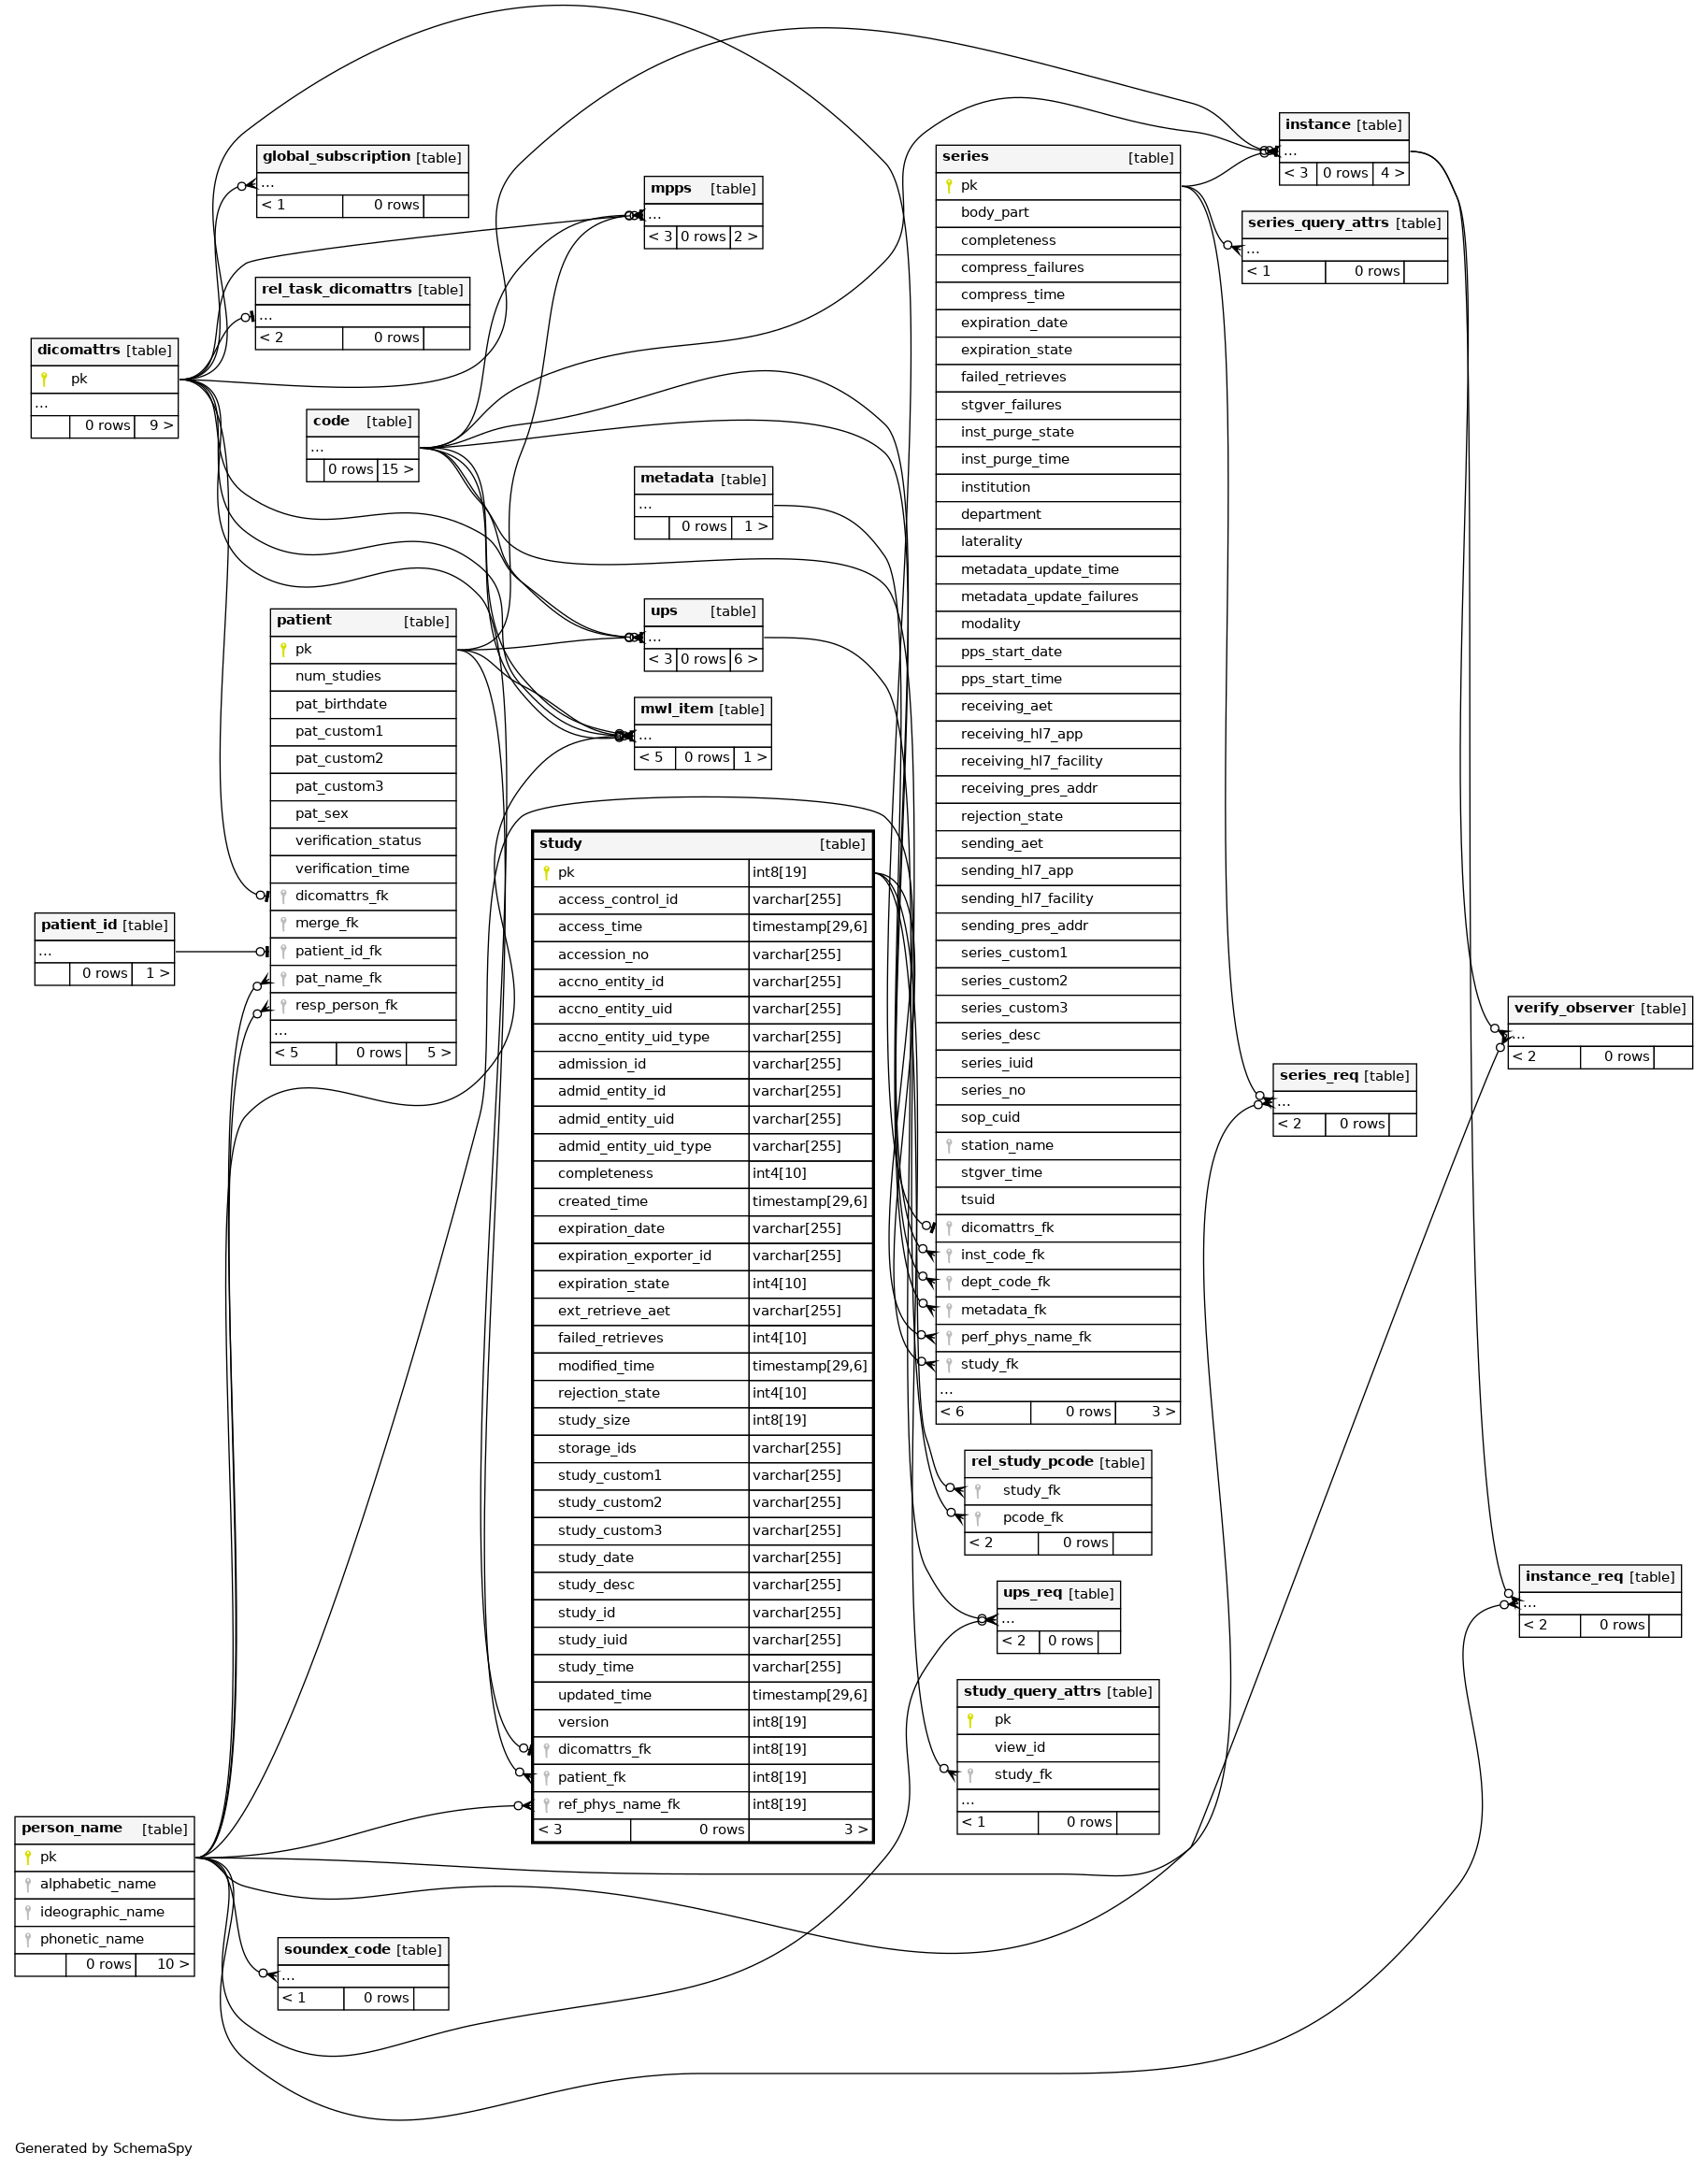 global_subscription [table]
...
< 1 0 rows
mpps [table]
...
< 3 0 rows 2 >
rel_task_dicomattrs [table]
...
< 2 0 rows
dicomattrs [table]
pk
...
0 rows 9 >
code [table]
...
0 rows 15 >
metadata [table]
...
0 rows 1 >
ups [table]
...
< 3 0 rows 6 >
mwl_item [table]
...
< 5 0 rows 1 >
patient [table]
pk
num_studies
pat_birthdate
pat_custom1
pat_custom2
pat_custom3
pat_sex
verification_status
verification_time
dicomattrs_fk
merge_fk
patient_id_fk
pat_name_fk
resp_person_fk
...
< 5 0 rows 5 >
patient_id [table]
...
0 rows 1 >
study [table]
pk int8[19]
access_control_id varchar[255]
access_time timestamp[29,6]
accession_no varchar[255]
accno_entity_id varchar[255]
accno_entity_uid varchar[255]
accno_entity_uid_type varchar[255]
admission_id varchar[255]
admid_entity_id varchar[255]
admid_entity_uid varchar[255]
admid_entity_uid_type varchar[255]
completeness int4[10]
created_time timestamp[29,6]
expiration_date varchar[255]
expiration_exporter_id varchar[255]
expiration_state int4[10]
ext_retrieve_aet varchar[255]
failed_retrieves int4[10]
modified_time timestamp[29,6]
rejection_state int4[10]
study_size int8[19]
storage_ids varchar[255]
study_custom1 varchar[255]
study_custom2 varchar[255]
study_custom3 varchar[255]
study_date varchar[255]
study_desc varchar[255]
study_id varchar[255]
study_iuid varchar[255]
study_time varchar[255]
updated_time timestamp[29,6]
version int8[19]
dicomattrs_fk int8[19]
patient_fk int8[19]
ref_phys_name_fk int8[19]
< 3 0 rows 3 >
series [table]
pk
body_part
completeness
compress_failures
compress_time
expiration_date
expiration_state
failed_retrieves
stgver_failures
inst_purge_state
inst_purge_time
institution
department
laterality
metadata_update_time
metadata_update_failures
modality
pps_start_date
pps_start_time
receiving_aet
receiving_hl7_app
receiving_hl7_facility
receiving_pres_addr
rejection_state
sending_aet
sending_hl7_app
sending_hl7_facility
sending_pres_addr
series_custom1
series_custom2
series_custom3
series_desc
series_iuid
series_no
sop_cuid
station_name
stgver_time
tsuid
dicomattrs_fk
inst_code_fk
dept_code_fk
metadata_fk
perf_phys_name_fk
study_fk
...
< 6 0 rows 3 >
instance [table]
...
< 3 0 rows 4 >
series_query_attrs [table]
...
< 1 0 rows
verify_observer [table]
...
< 2 0 rows
series_req [table]
...
< 2 0 rows
rel_study_pcode [table]
study_fk
pcode_fk
< 2 0 rows
ups_req [table]
...
< 2 0 rows
instance_req [table]
...
< 2 0 rows
study_query_attrs [table]
pk
view_id
study_fk
...
< 1 0 rows
person_name [table]
pk
alphabetic_name
ideographic_name
phonetic_name
0 rows 10 >
soundex_code [table]
...
< 1 0 rows
Generated by SchemaSpy